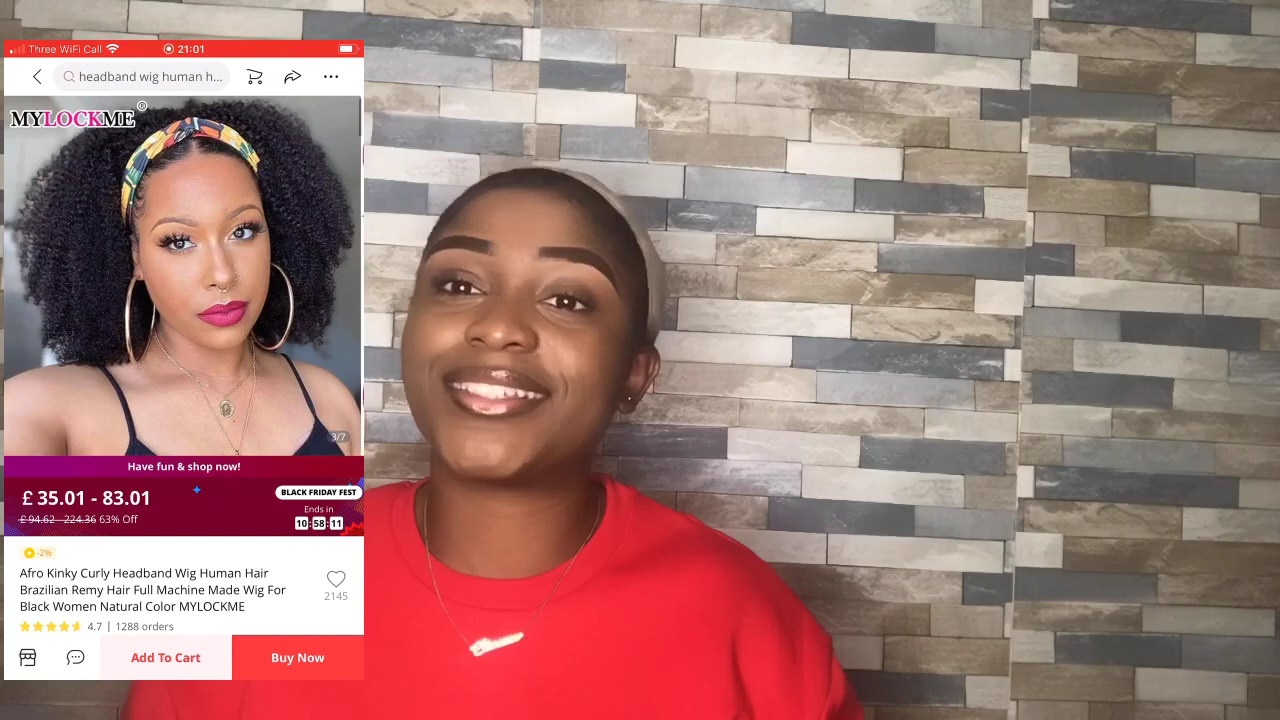 Three WiFi Call
21:01
headband wig human h...
MYLOCKME ©
3/7
Have fun & shop now!
£ 35.01 - 83.01
BLACK FRIDAY FEST
£ 94.62 - 224.36 63% Off
Ends in
10:58:11
-2%
Afro Kinky Curly Headband Wig Human Hair
Brazilian Remy Hair Full Machine Made Wig For
Black Women Natural Color MYLOCKME
2145
4.7 | 1288 orders
Add To Cart
Buy Now